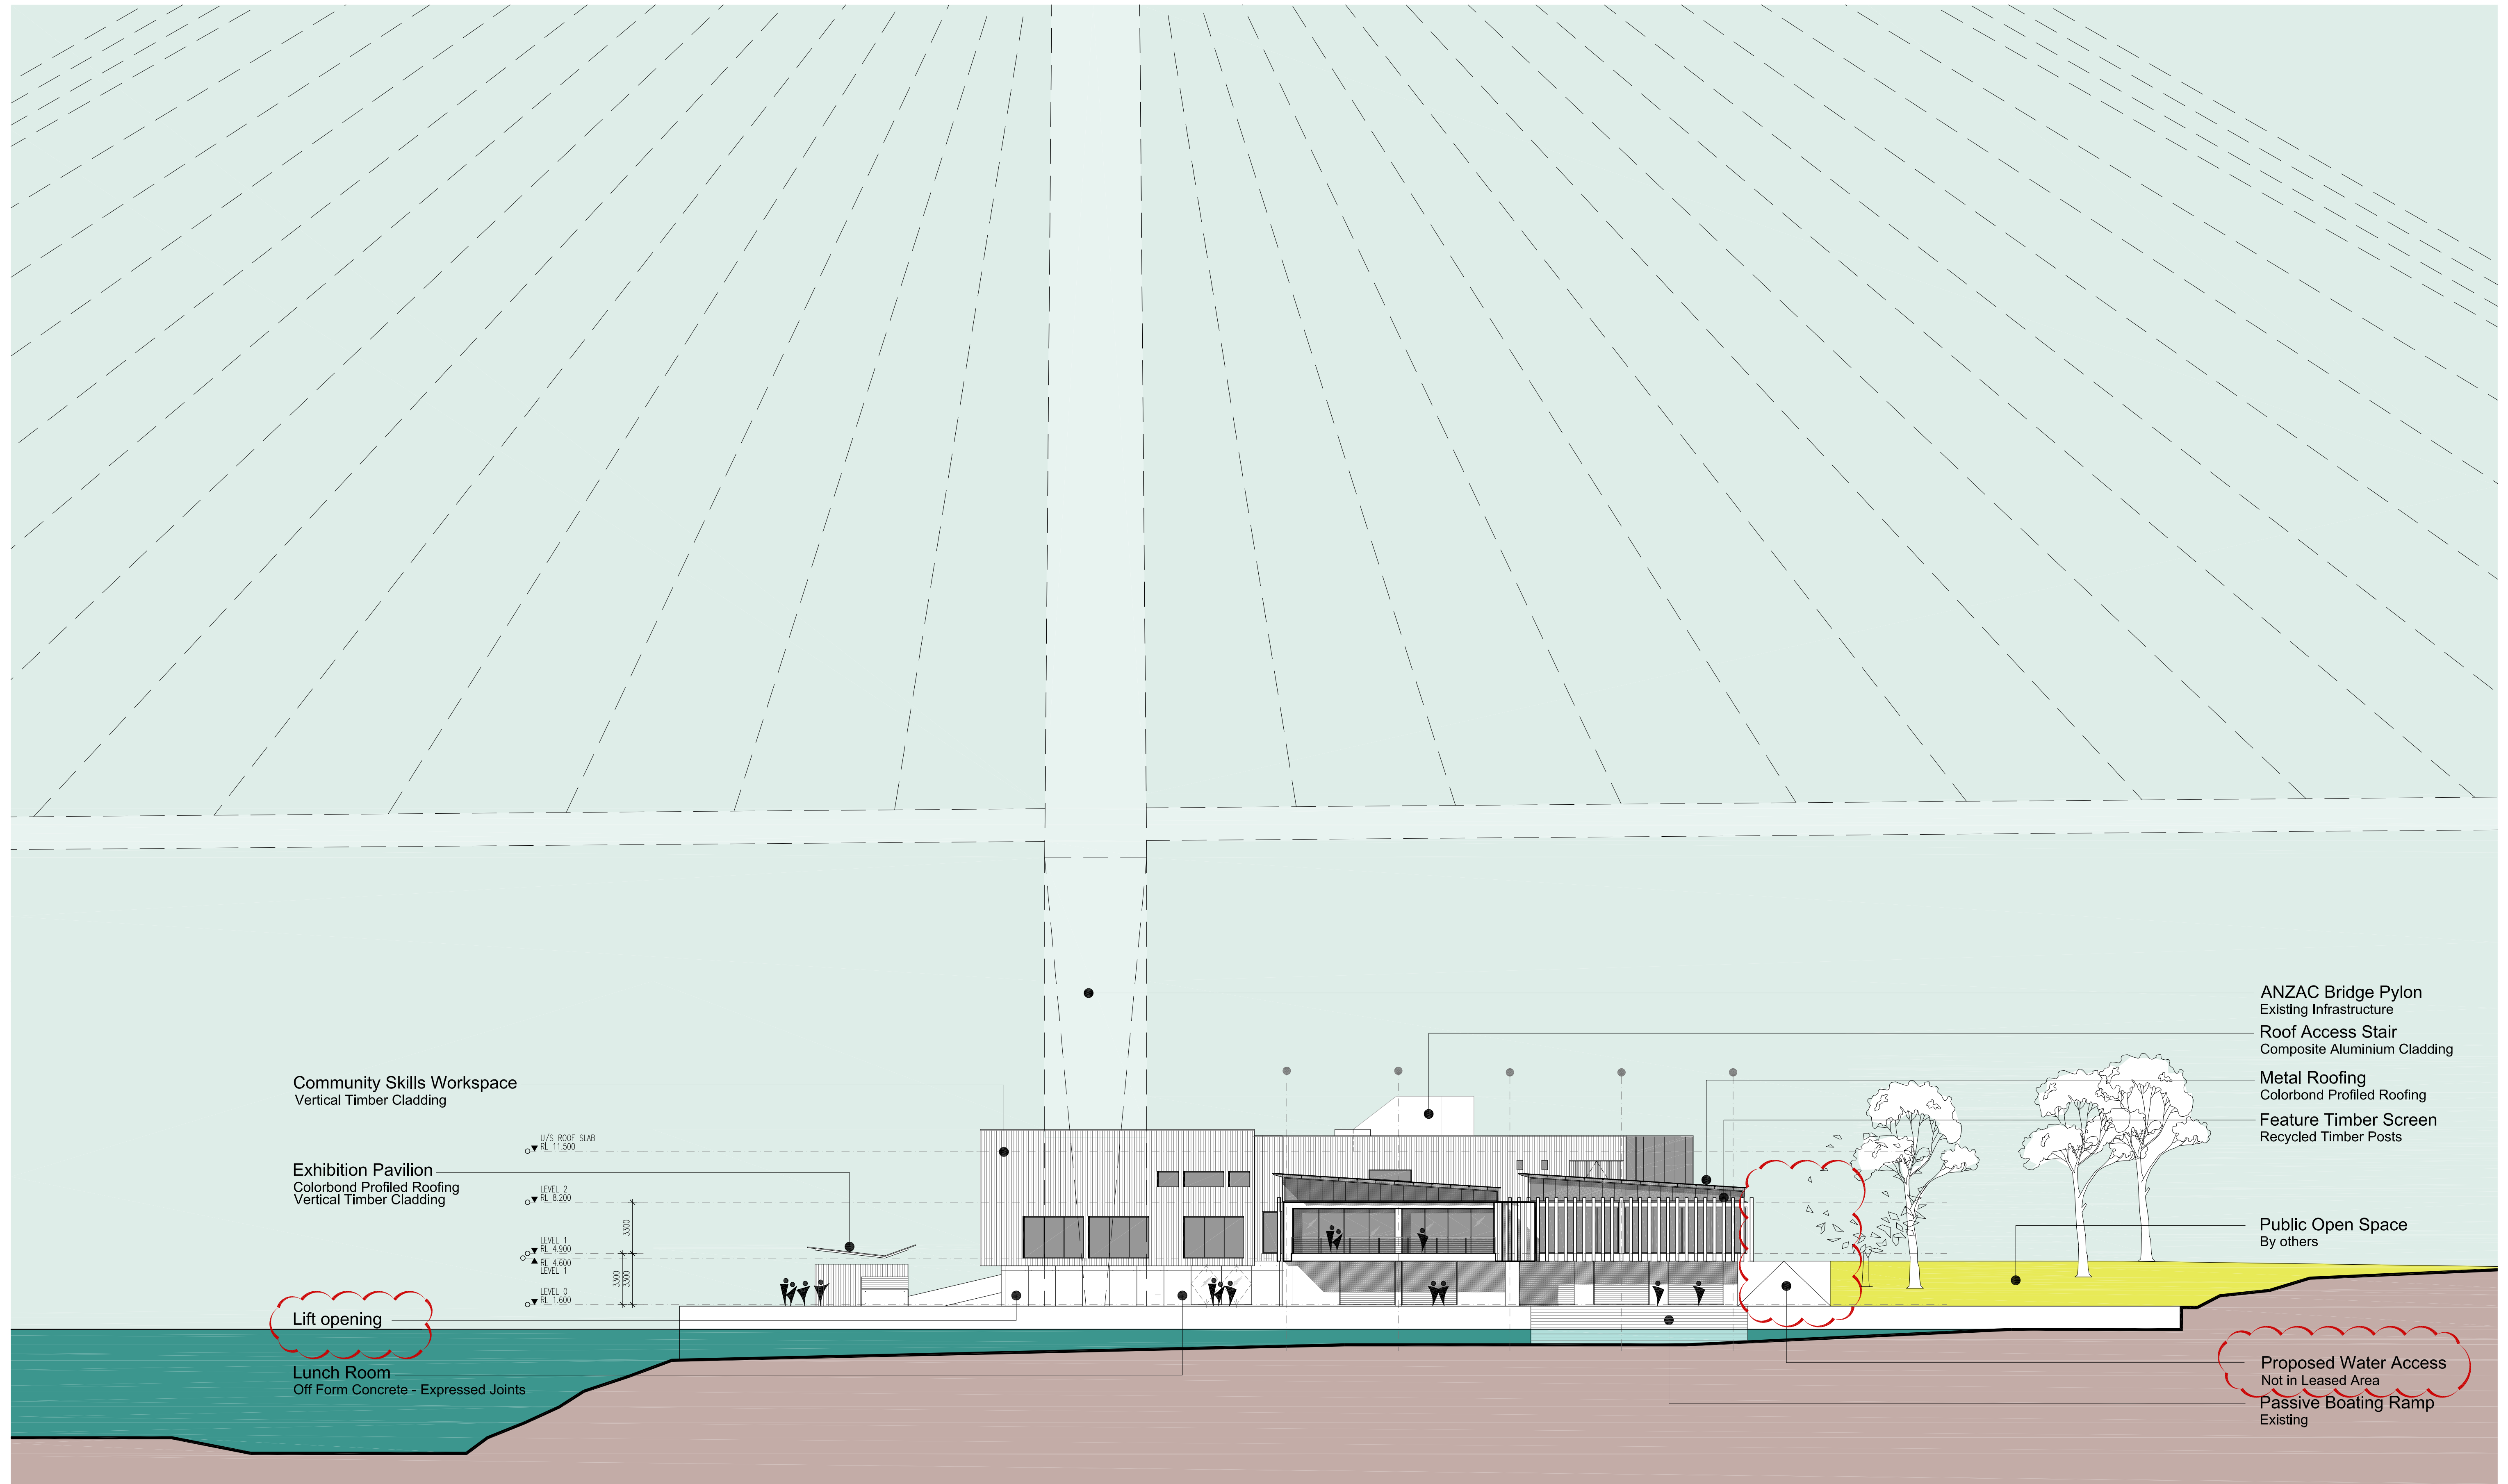 ANZAC Bridge Pylon
Existing Infrastructure
Roof Access Stair
Composite Aluminium Cladding
Metal Roofing
Colorbond Profiled Roofing
Feature Timber Screen
Recycled Timber Posts
Public Open Space
By others
Proposed Water Access
Not in Leased Area
Passive Boating Ramp
Existing
Community Skills Workspace
Vertical Timber Cladding
Exhibition Pavilion
Colorbond Profiled Roofing
Vertical Timber Cladding
Lift opening
Lunch Room
Off Form Concrete - Expressed Joints
U/S ROOF SLAB
RL 11.500
LEVEL 2
RL 8.200
LEVEL 1
RL 4.900
RL 4.600
LEVEL 1
LEVEL 0
RL 1.600
3300
3300
3300